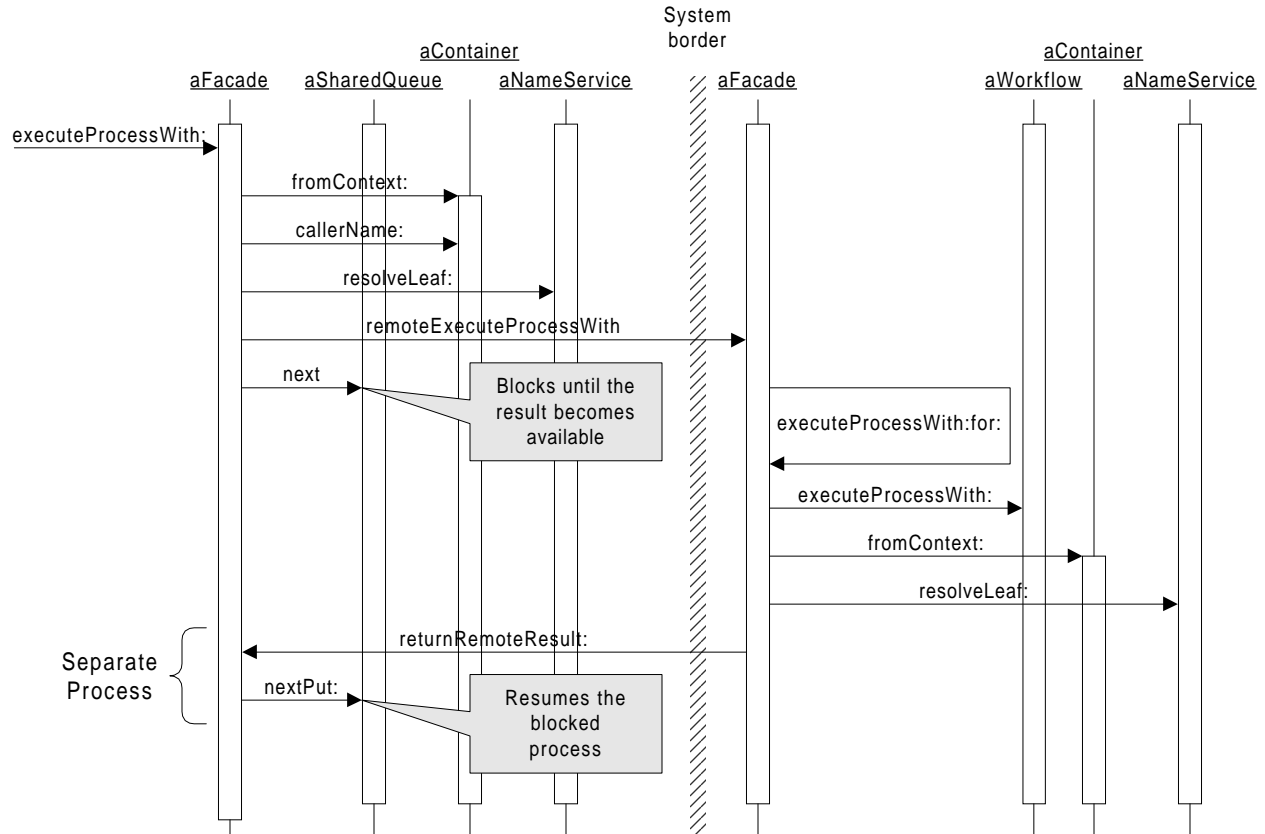 System
border
aContainer
aContainer
aFacade
aSharedQueue
aNameService
aFacade
aWorkflow
aNameService
executeProcessWith:
fromContext:
callerName:
resolveLeaf:
remoteExecuteProcessWith
next
Blocks until the
result becomes
available
executeProcessWith:for:
executeProcessWith:
fromContext:
resolveLeaf:
returnRemoteResult:
Separate
Process
nextPut:
Resumes the
blocked
process